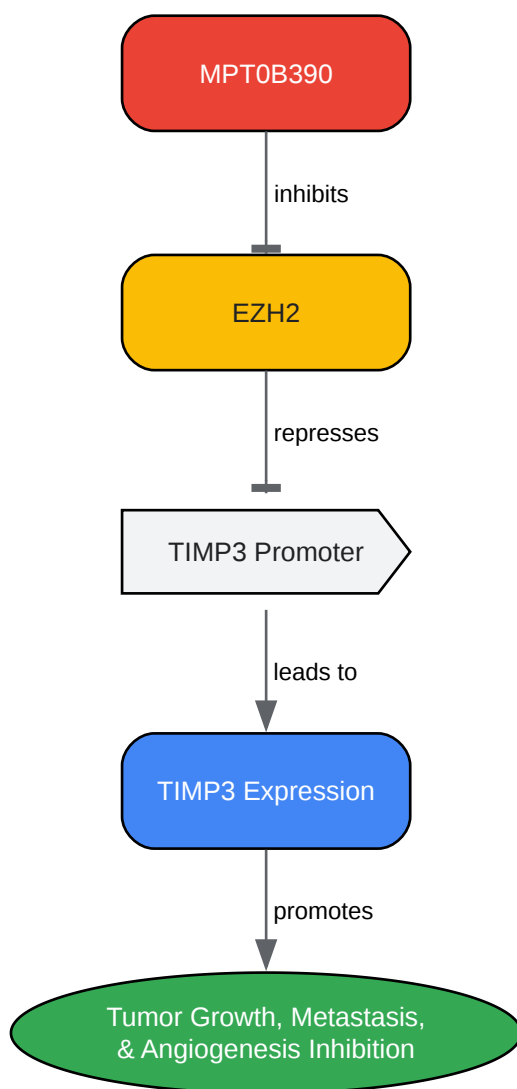 MPT0B390
inhibits
EZH2
represses
TIMP3 Promoter
leads to
TIMP3 Expression
promotes
Tumor Growth, Metastasis,
& Angiogenesis Inhibition